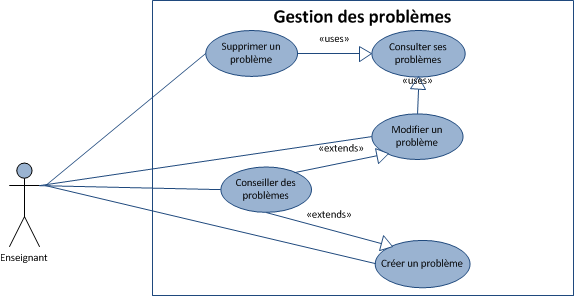 Gestion des problèmes
Supprimer un
problème
«uses»
Consulter ses
problèmes
«uses»
Modifier un
problème
«extends»
Conseiller des
problèmes
«extends»
Créer un problème
Enseignant